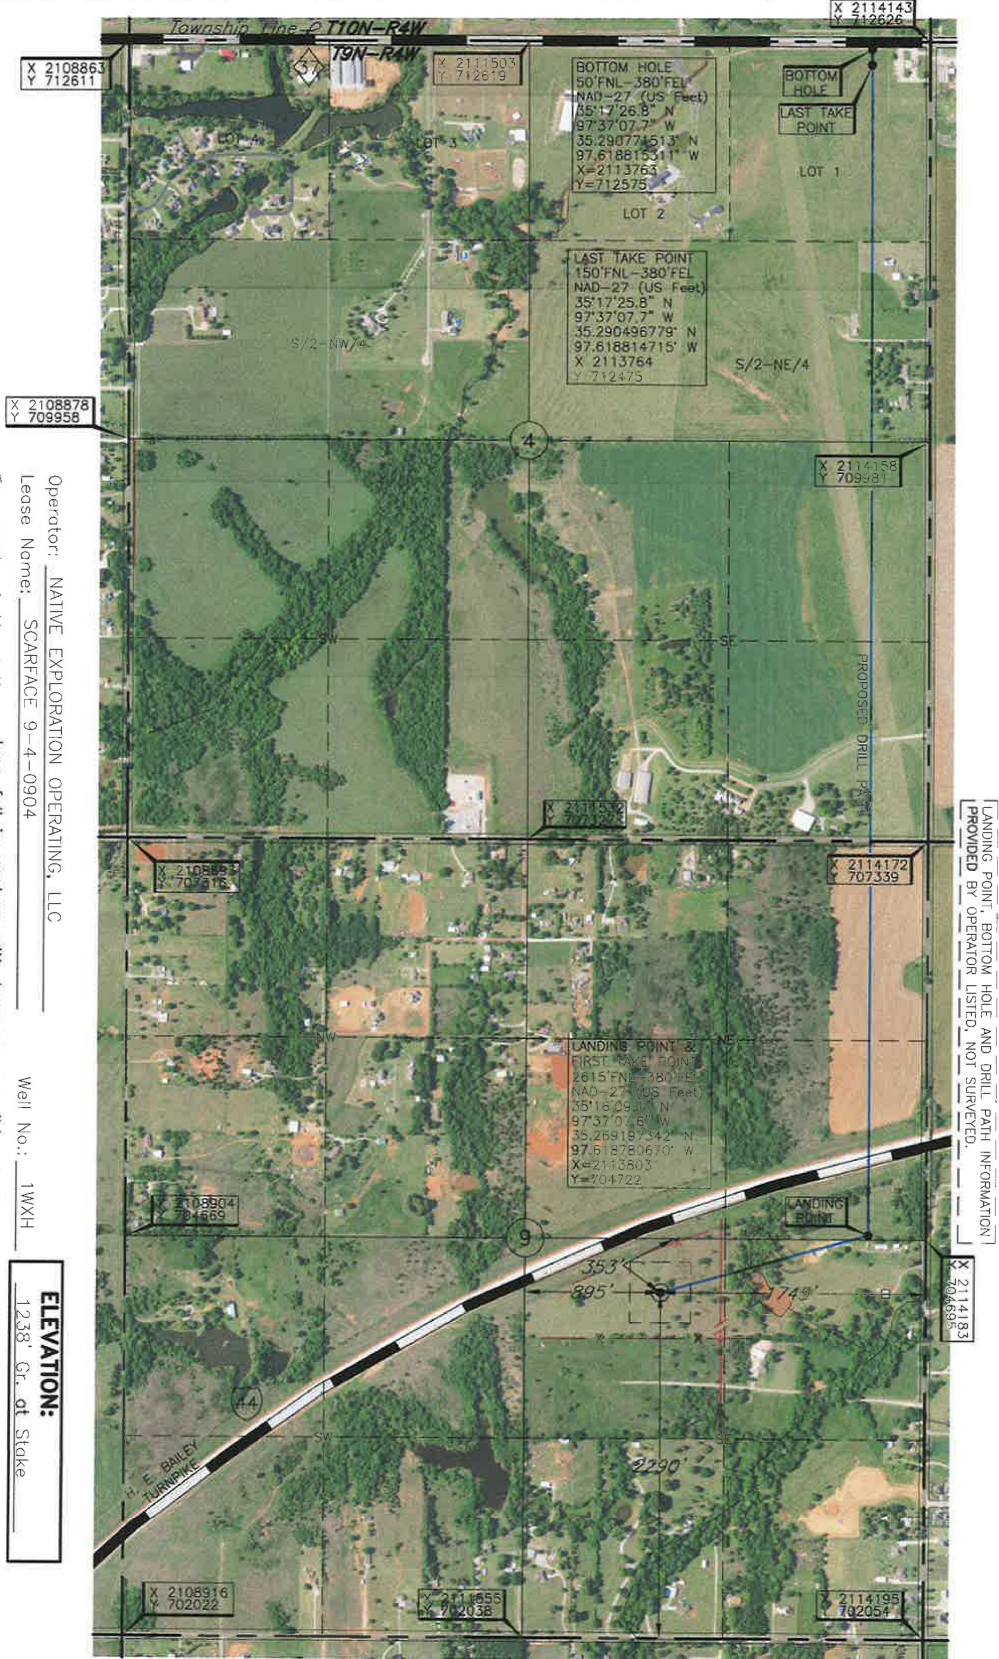 X 2114143
Y 712626
Township Line T10N-R4W
T9N-R4W
37
X 2108863
Y 712611
X 2111503
Y 712619
BOTTOM HOLE
50'FNL-380'FEL
NAD-27 (US Feet)
35°17'26.8" N
97°37'07.7" W
35.290771513° N
97.618815311° W
X=2113763
Y=712575
BOTTOM
HOLE
LAST TAKE
POINT
LOT 4
LOT 3
LOT 2
LOT 1
LAST TAKE POINT
150'FNL-380'FEL
NAD-27 (US Feet)
35°17'25.8" N
97°37'07.7" W
35.290496779° N
97.618814715° W
X 2113764
Y 712475
S/2-NW/4
S/2-NE/4
X 2108878
Y 709958
4
X 2114158
Y 709981
SW
SE
PROPOSED DRILL PATH
X 2111532
X 2108893
Y 707316
X 2114172
Y 707339
LANDING POINT, BOTTOM HOLE AND DRILL PATH INFORMATION
PROVIDED BY OPERATOR LISTED, NOT SURVEYED.
NW
NE
LANDING POINT &
FIRST TAKE POINT
2615'FNL-380'FEL
NAD-27 (US Feet)
97°37'07.6" W
35.269197342° N
97.618780670° W
X=2113803
Y=704722
X 2108904
Y 704669
9
LANDING
POINT
X 2114183
Y 704695
353'
895'
1749'
44
H. E. BAILEY
TURNPIKE
SW
SE
2290'
X 2108916
Y 702022
X 2111555
Y 702038
X 2114195
Y 702054
Operator: NATIVE EXPLORATION OPERATING, LLC
Lease Name: SCARFACE 9-4-0904
Well No.: 1WXH
ELEVATION:
1238' Gr. at Stake